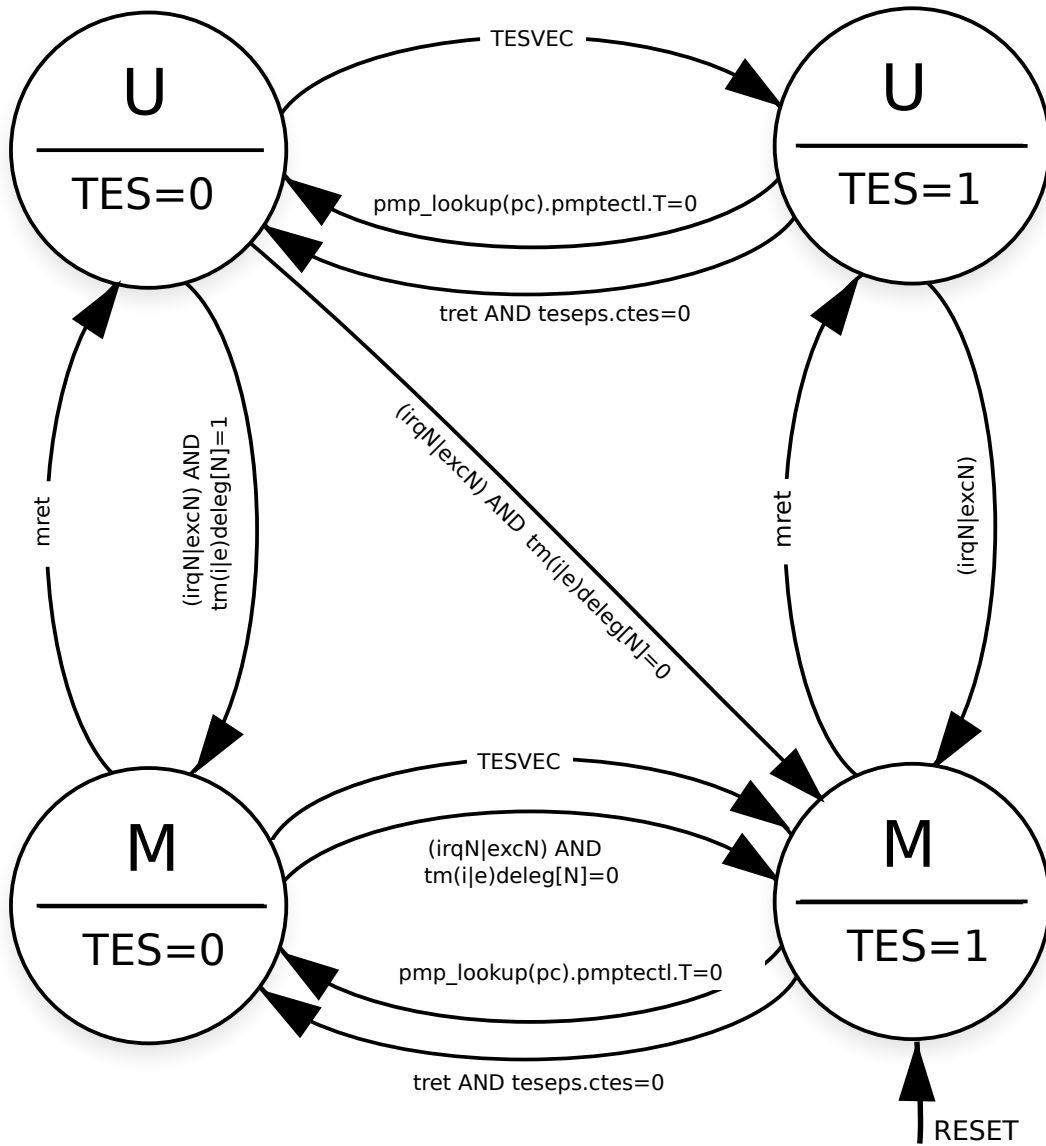 TESVEC
U
TES=0
U
TES=1
pmp_lookup(pc).pmptectl.T=0
tret AND teseps.ctes=0
mret
(irqN|excN) AND
tm(i|e)deleg[N]=1
(irqN|excN) AND tm(i|e)deleg[N]=0
mret
(irqN|excN)
TESVEC
(irqN|excN) AND
tm(i|e)deleg[N]=0
M
TES=0
M
TES=1
pmp_lookup(pc).pmptectl.T=0
tret AND teseps.ctes=0
RESET